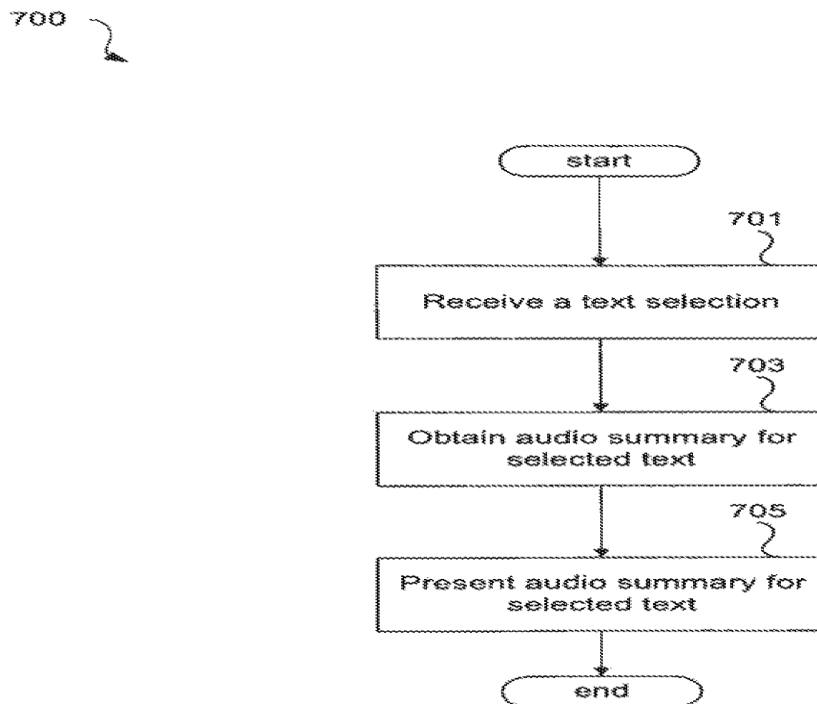 700
start
701
Receive a text selection
703
Obtain audio summary for
selected text
705
Present audio summary for
selected text
end